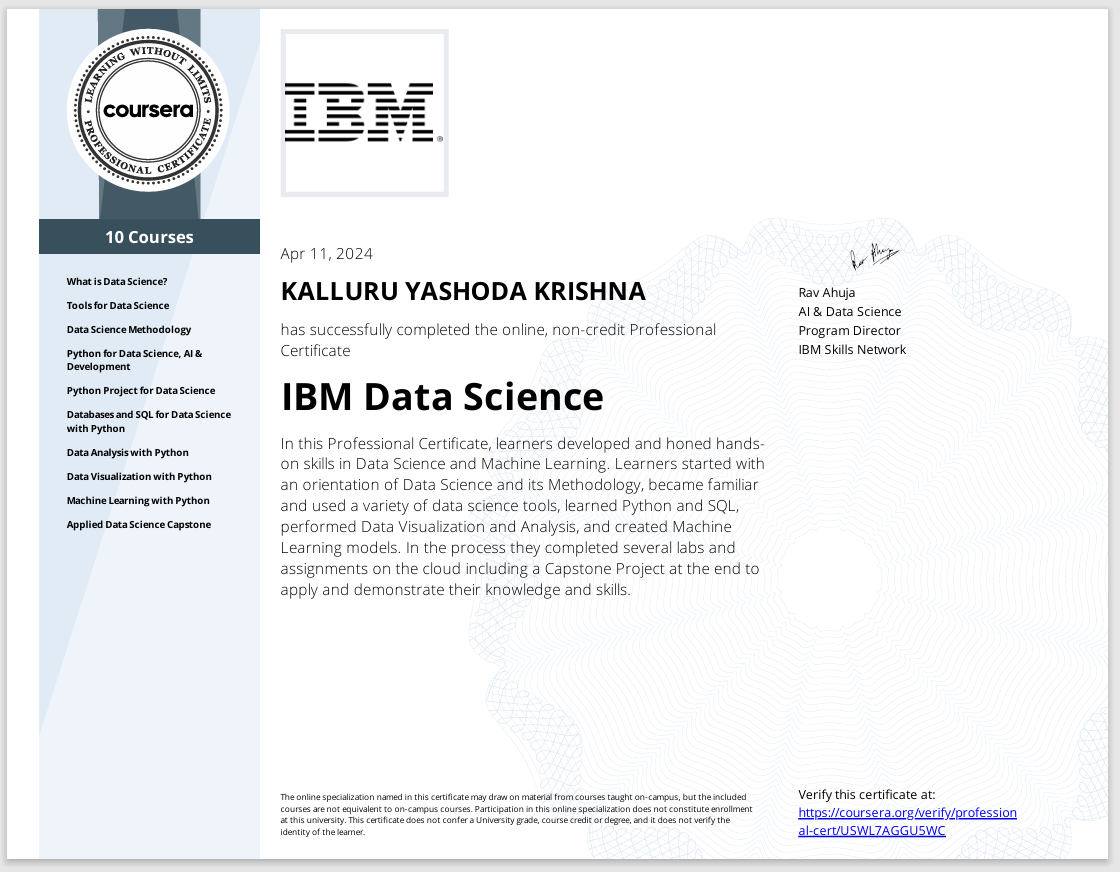 LEARNING WITHOUT LIMITS
coursera
PROFESSIONAL CERTIFICATE
10 Courses
What is Data Science?
Tools for Data Science
Data Science Methodology
Python for Data Science, AI &
Development
Python Project for Data Science
Databases and SQL for Data Science
with Python
Data Analysis with Python
Data Visualization with Python
Machine Learning with Python
Applied Data Science Capstone
IBM®
Apr 11, 2024
KALLURU YASHODA KRISHNA
has successfully completed the online, non-credit Professional
Certificate
IBM Data Science
In this Professional Certificate, learners developed and honed hands-
on skills in Data Science and Machine Learning. Learners started with
an orientation of Data Science and its Methodology, became familiar
and used a variety of data science tools, learned Python and SQL,
performed Data Visualization and Analysis, and created Machine
Learning models. In the process they completed several labs and
assignments on the cloud including a Capstone Project at the end to
apply and demonstrate their knowledge and skills.
Rav Ahuja
Rav Ahuja
AI & Data Science
Program Director
IBM Skills Network
The online specialization named in this certificate may draw on material from courses taught on-campus, but the included
courses are not equivalent to on-campus courses. Participation in this online specialization does not constitute enrollment
at this university. This certificate does not confer a University grade, course credit or degree, and it does not verify the
identity of the learner.
Verify this certificate at:
https://coursera.org/verify/profession
al-cert/USWL7AGGU5WC